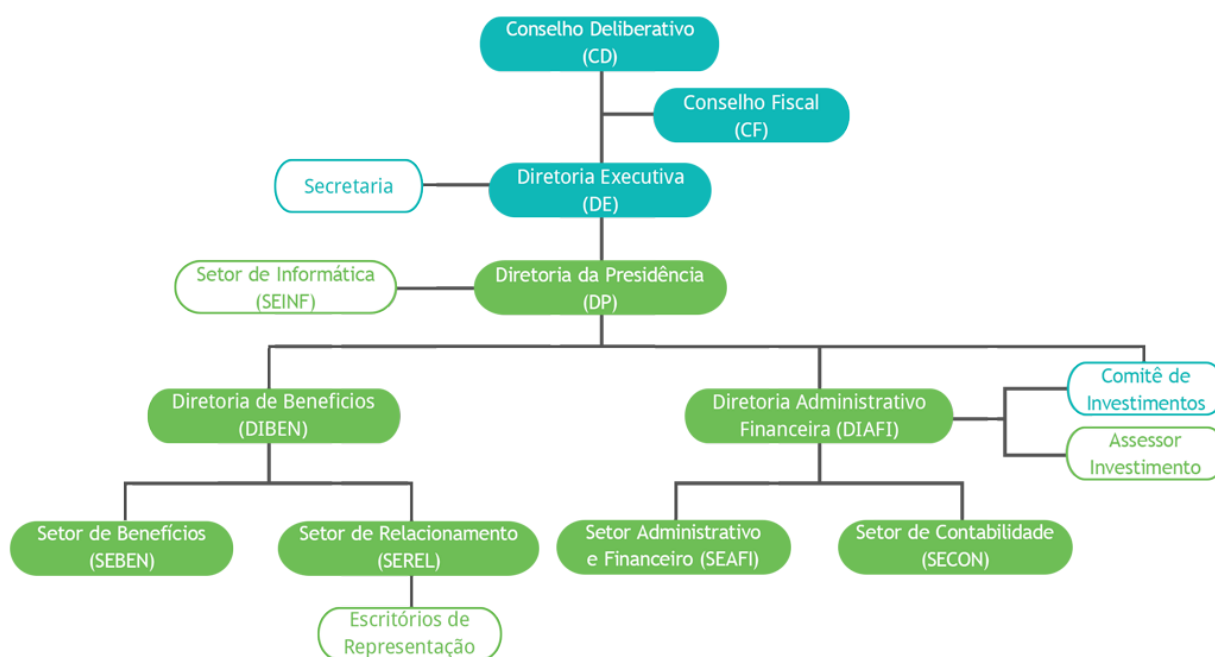 Conselho Deliberativo
(CD)
Conselho Fiscal
(CF)
Secretaria
Diretoria Executiva
(DE)
Setor de Informática
(SEINF)
Diretoria da Presidência
(DP)
Diretoria de Beneficios
(DIBEN)
Diretoria Administrativo
Financeira (DIAFI)
Comitê de
Investimentos
Assessor
Investimento
Setor de Benefícios
(SEBEN)
Setor de Relacionamento
(SEREL)
Setor Administrativo
e Financeiro (SEAFI)
Setor de Contabilidade
(SECON)
Escritórios de
Representação